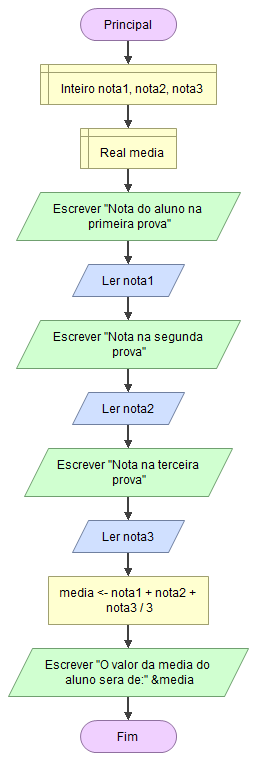 Principal
Inteiro nota1, nota2, nota3
Real media
Escrever "Nota do aluno na
primeira prova"
Ler nota1
Escrever "Nota na segunda
prova"
Ler nota2
Escrever "Nota na terceira
prova"
Ler nota3
media <- nota1 + nota2 +
nota3 / 3
Escrever "O valor da media do
aluno sera de:" &media
Fim